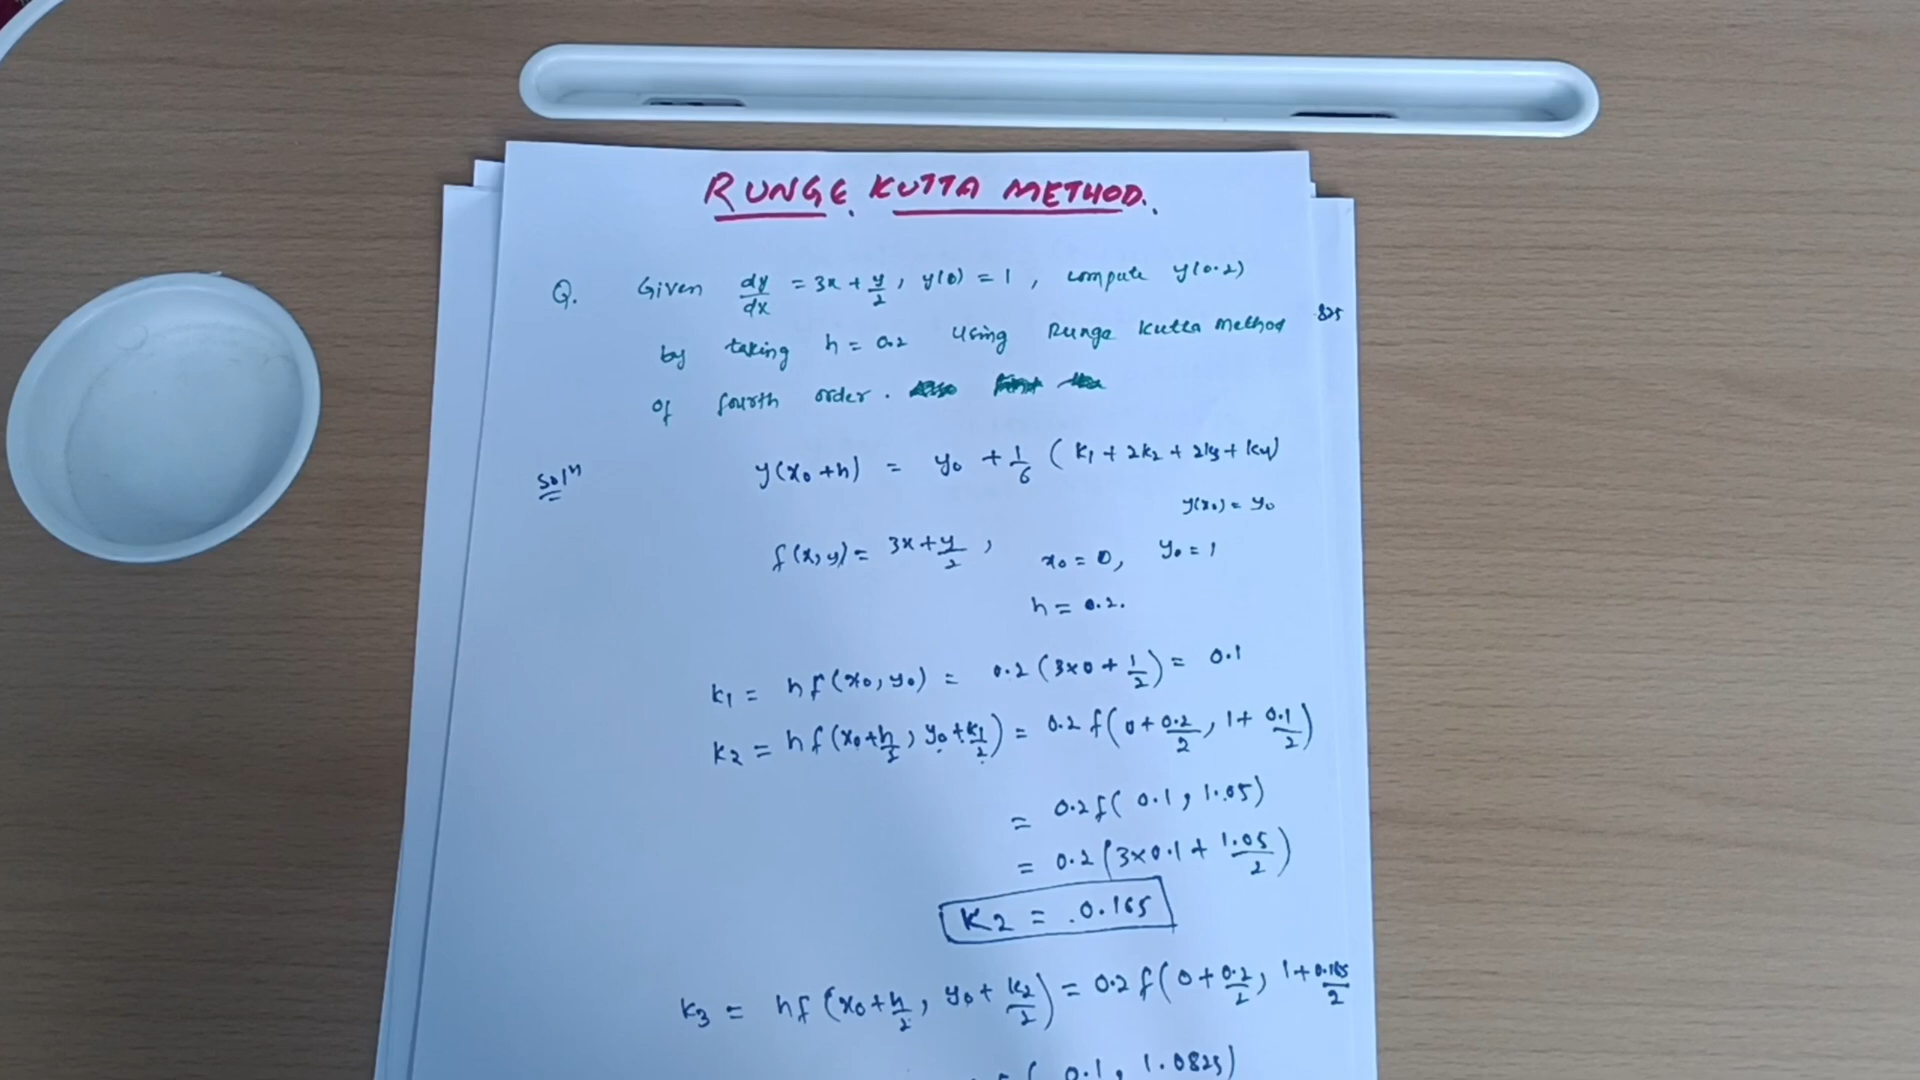 RUNGE KUTTA METHOD.
Q. Given dy/dx = 3x + y/2, y(0) = 1, compute y(0.2)
by taking h = 0.2 Using Runge Kutta Method
.825
of fourth order.
Solⁿ y(x₀+h) = y₀ + 1/6 (k₁ + 2k₂ + 2k₃ + k₄)
y(x₀) = y₀
f(x,y) = 3x + y/2, x₀ = 0, y₀ = 1
h = 0.2.
k₁ = hf(x₀, y₀) = 0.2 (3×0 + 1/2) = 0.1
k₂ = hf(x₀+h/2, y₀+k₁/2) = 0.2 f(0 + 0.2/2, 1 + 0.1/2)
= 0.2f(0.1, 1.05)
= 0.2(3×0.1 + 1.05/2)
K₂ = .0.165
k₃ = hf(x₀+h/2, y₀+k₂/2) = 0.2 f(0 + 0.2/2, 1 + 0.165/2
( 0.1, 1.0825)